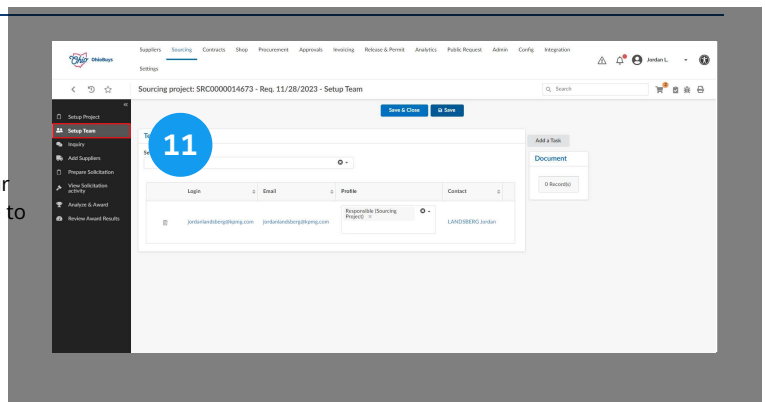 Suppliers Sourcing Contracts Shop Procurement Approvals Invoicing Release & Permit Analytics Public Request Admin Config Integration
Ohio OhioBuys
Jordan L.
Settings
Sourcing project: SRC0000014673 - Req. 11/28/2023 - Setup Team
Search
«
Save & Close Save
Setup Project
Setup Team
Inquiry
Add Suppliers
Prepare Solicitation
View Solicitation activity
Analyze & Award
Review Award Results
r
to
11
Add a Task
Document
0 Record(s)
Login Email Profile Contact
jordanlandsberg@kpmg.com jordanlandsberg@kpmg.com Responsible (Sourcing Project) × LANDSBERG Jordan